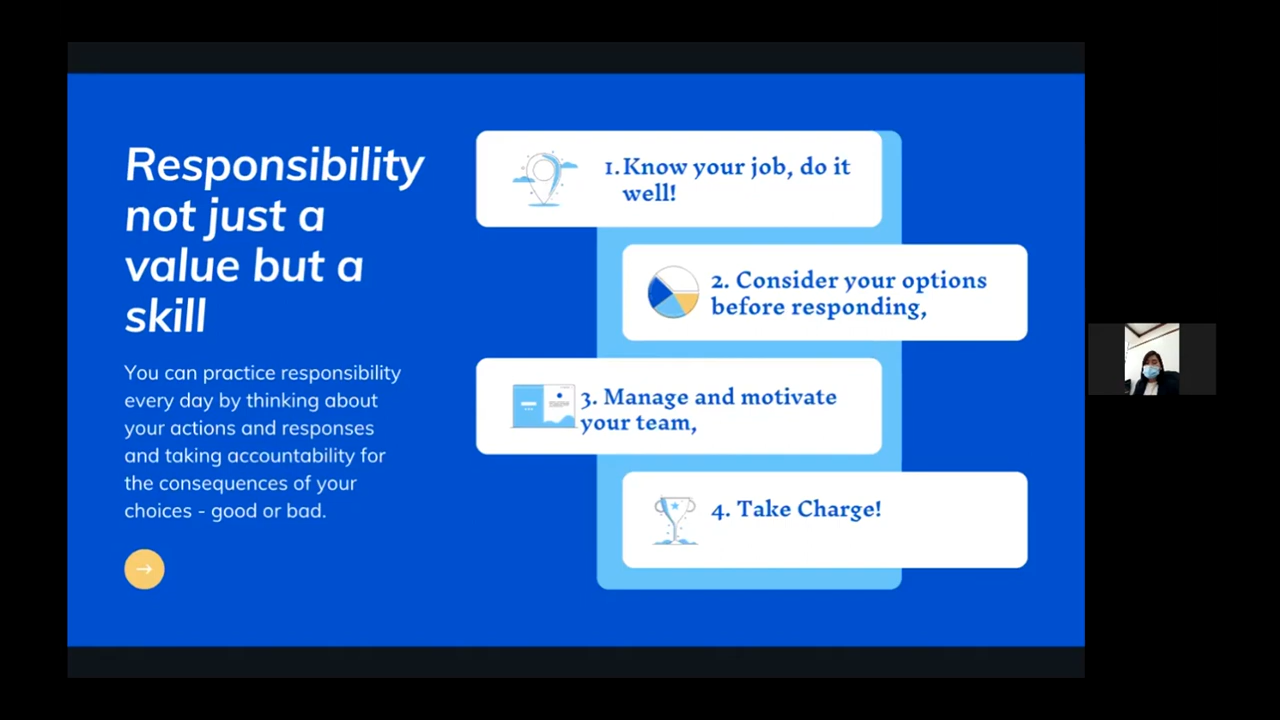 Responsibility
not just a
value but a
skill
You can practice responsibility
every day by thinking about
your actions and responses
and taking accountability for
the consequences of your
choices - good or bad.
1. Know your job, do it
well!
2. Consider your options
before responding,
3. Manage and motivate
your team,
4. Take Charge!